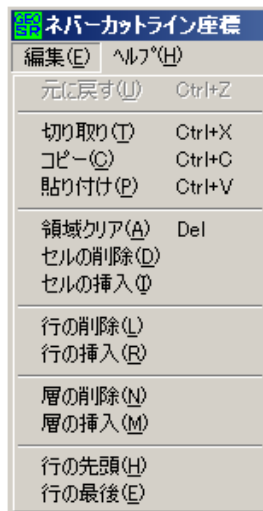 GEO SR ネバーカットライン座標
編集(E) ヘルプ(H)
元に戻す(U) Ctrl+Z
切り取り(T) Ctrl+X
コピー(C) Ctrl+C
貼り付け(P) Ctrl+V
領域クリア(A) Del
セルの削除(D)
セルの挿入(I)
行の削除(L)
行の挿入(R)
層の削除(N)
層の挿入(M)
行の先頭(H)
行の最後(E)